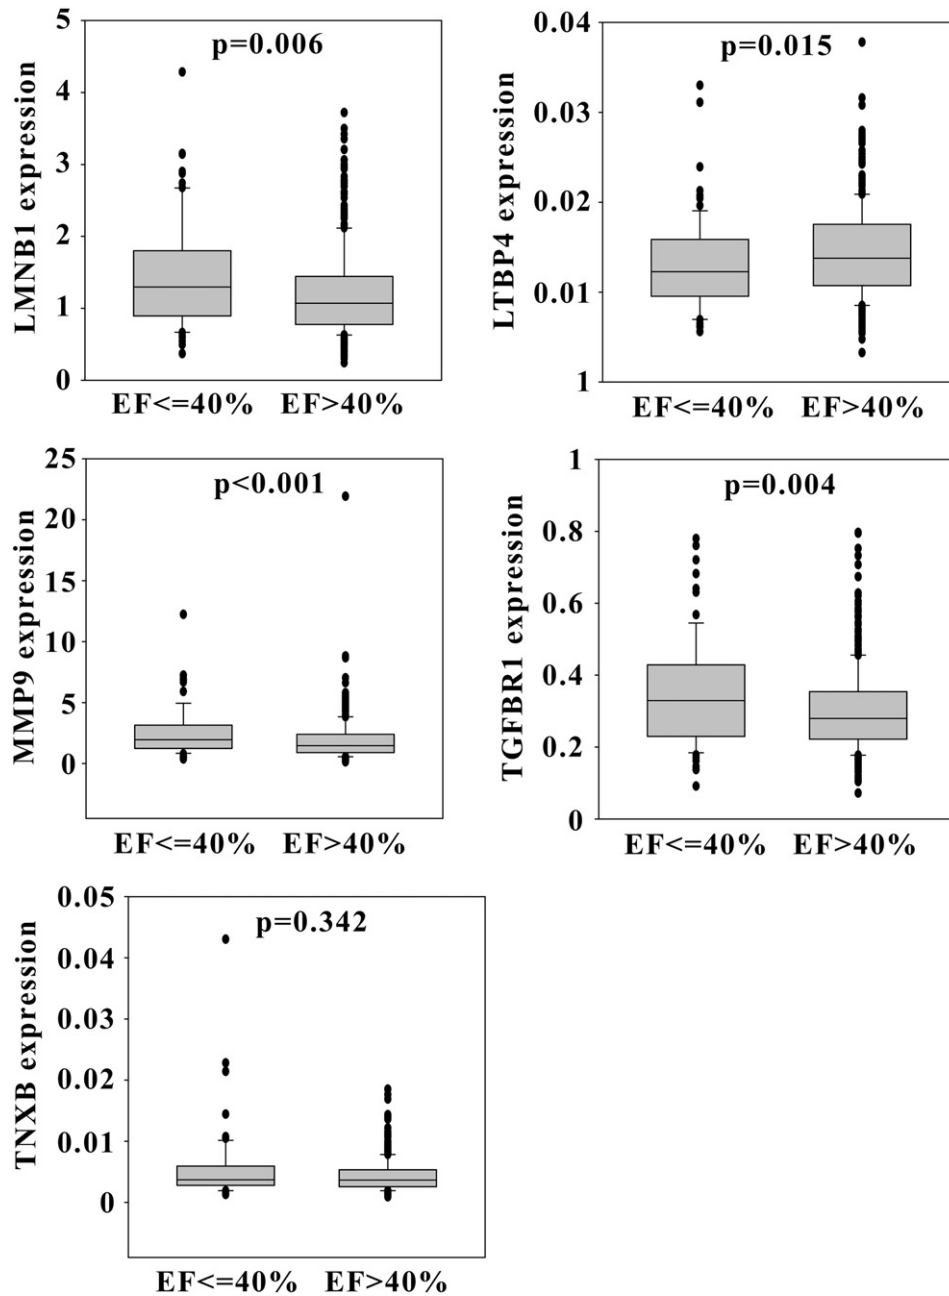 LMNB1 expression
5
4
3
2
1
0
p=0.006
EF<=40% EF>40%
LTBP4 expression
0.04
0.03
0.02
0.01
1
p=0.015
EF<=40% EF>40%
MMP9 expression
25
20
15
10
5
0
p<0.001
EF<=40% EF>40%
TGFBR1 expression
1
0.8
0.6
0.4
0.2
0
p=0.004
EF<=40% EF>40%
TNXB expression
0.05
0.04
0.03
0.02
0.01
0
p=0.342
EF<=40% EF>40%